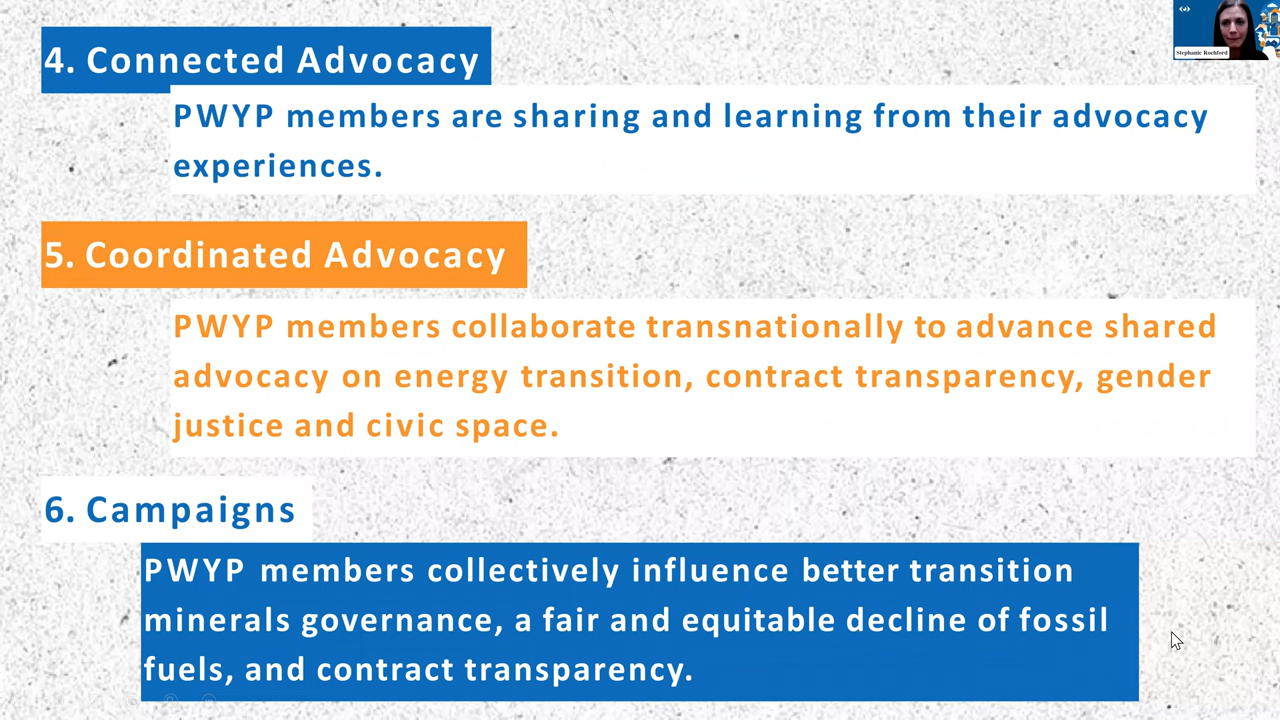 4. Connected Advocacy
PWYP members are sharing and learning from their advocacy
experiences.
5. Coordinated Advocacy
PWYP members collaborate transnationally to advance shared
advocacy on energy transition, contract transparency, gender
justice and civic space.
6. Campaigns
PWYP members collectively influence better transition
minerals governance, a fair and equitable decline of fossil
fuels, and contract transparency.
Stephanie Rochford